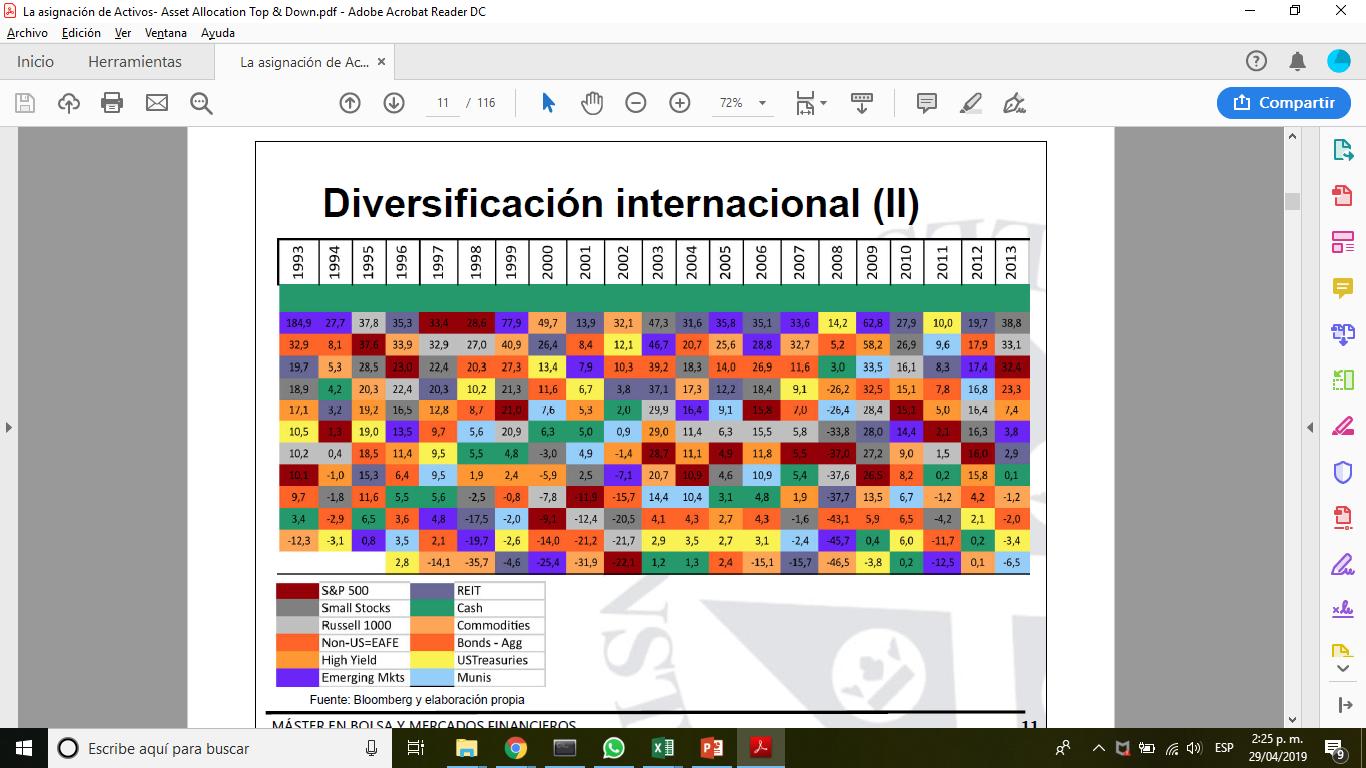 La asignación de Activos- Asset Allocation Top & Down.pdf - Adobe Acrobat Reader DC
Archivo Edición Ver Ventana Ayuda
Inicio Herramientas La asignación de Ac... ×
11 / 116 72% Compartir
Diversificación internacional (II)
1993 1994 1995 1996 1997 1998 1999 2000 2001 2002 2003 2004 2005 2006 2007 2008 2009 2010 2011 2012 2013
184,9 27,7 37,8 35,3 33,4 28,6 77,9 49,7 13,9 32,1 47,3 31,6 35,8 35,1 33,6 14,2 62,8 27,9 10,0 19,7 38,8
32,9 8,1 37,6 33,9 32,9 27,0 40,9 26,4 8,4 12,1 46,7 20,7 25,6 28,8 32,7 5,2 58,2 26,9 9,6 17,9 33,1
19,7 5,3 28,5 23,0 22,4 20,3 27,3 13,4 7,9 10,3 39,2 18,3 14,0 26,9 11,6 3,0 33,5 16,1 8,3 17,4 32,4
18,9 4,2 20,3 22,4 20,3 10,2 21,3 11,6 6,7 3,8 37,1 17,3 12,2 18,4 9,1 -26,2 32,5 15,1 7,8 16,8 23,3
17,1 3,2 19,2 16,5 12,8 8,7 21,0 7,6 5,3 2,0 29,9 16,4 9,1 15,8 7,0 -26,4 28,4 15,1 5,0 16,4 7,4
10,5 1,3 19,0 13,5 9,7 5,6 20,9 6,3 5,0 0,9 29,0 11,4 6,3 15,5 5,8 -33,8 28,0 14,4 2,1 16,3 3,8
10,2 0,4 18,5 11,4 9,5 5,5 4,8 -3,0 4,9 -1,4 28,7 11,1 4,9 11,8 5,5 -37,0 27,2 9,0 1,5 16,0 2,9
10,1 -1,0 15,3 6,4 9,5 1,9 2,4 -5,9 2,5 -7,1 20,7 10,9 4,6 10,9 5,4 -37,6 26,5 8,2 0,2 15,8 0,1
9,7 -1,8 11,6 5,5 5,6 -2,5 -0,8 -7,8 -11,9 -15,7 14,4 10,4 3,1 4,8 1,9 -37,7 13,5 6,7 -1,2 4,2 -1,2
3,4 -2,9 6,5 3,6 4,8 -17,5 -2,0 -9,1 -12,4 -20,5 4,1 4,3 2,7 4,3 -1,6 -43,1 5,9 6,5 -4,2 2,1 -2,0
-12,3 -3,1 0,8 3,5 2,1 -19,7 -2,6 -14,0 -21,2 -21,7 2,9 3,5 2,7 3,1 -2,4 -45,7 0,4 6,0 -11,7 0,2 -3,4
2,8 -14,1 -35,7 -4,6 -25,4 -31,9 -22,1 1,2 1,3 2,4 -15,1 -15,7 -46,5 -3,8 0,2 -12,5 0,1 -6,5
S&P 500 REIT
Small Stocks Cash
Russell 1000 Commodities
Non-US=EAFE Bonds - Agg
High Yield USTreasuries
Emerging Mkts Munis
Fuente: Bloomberg y elaboración propia
MÁSTER EN BOLSA Y MERCADOS FINANCIEROS 11
Escribe aquí para buscar
ESP
2:25 p. m.
29/04/2019
9